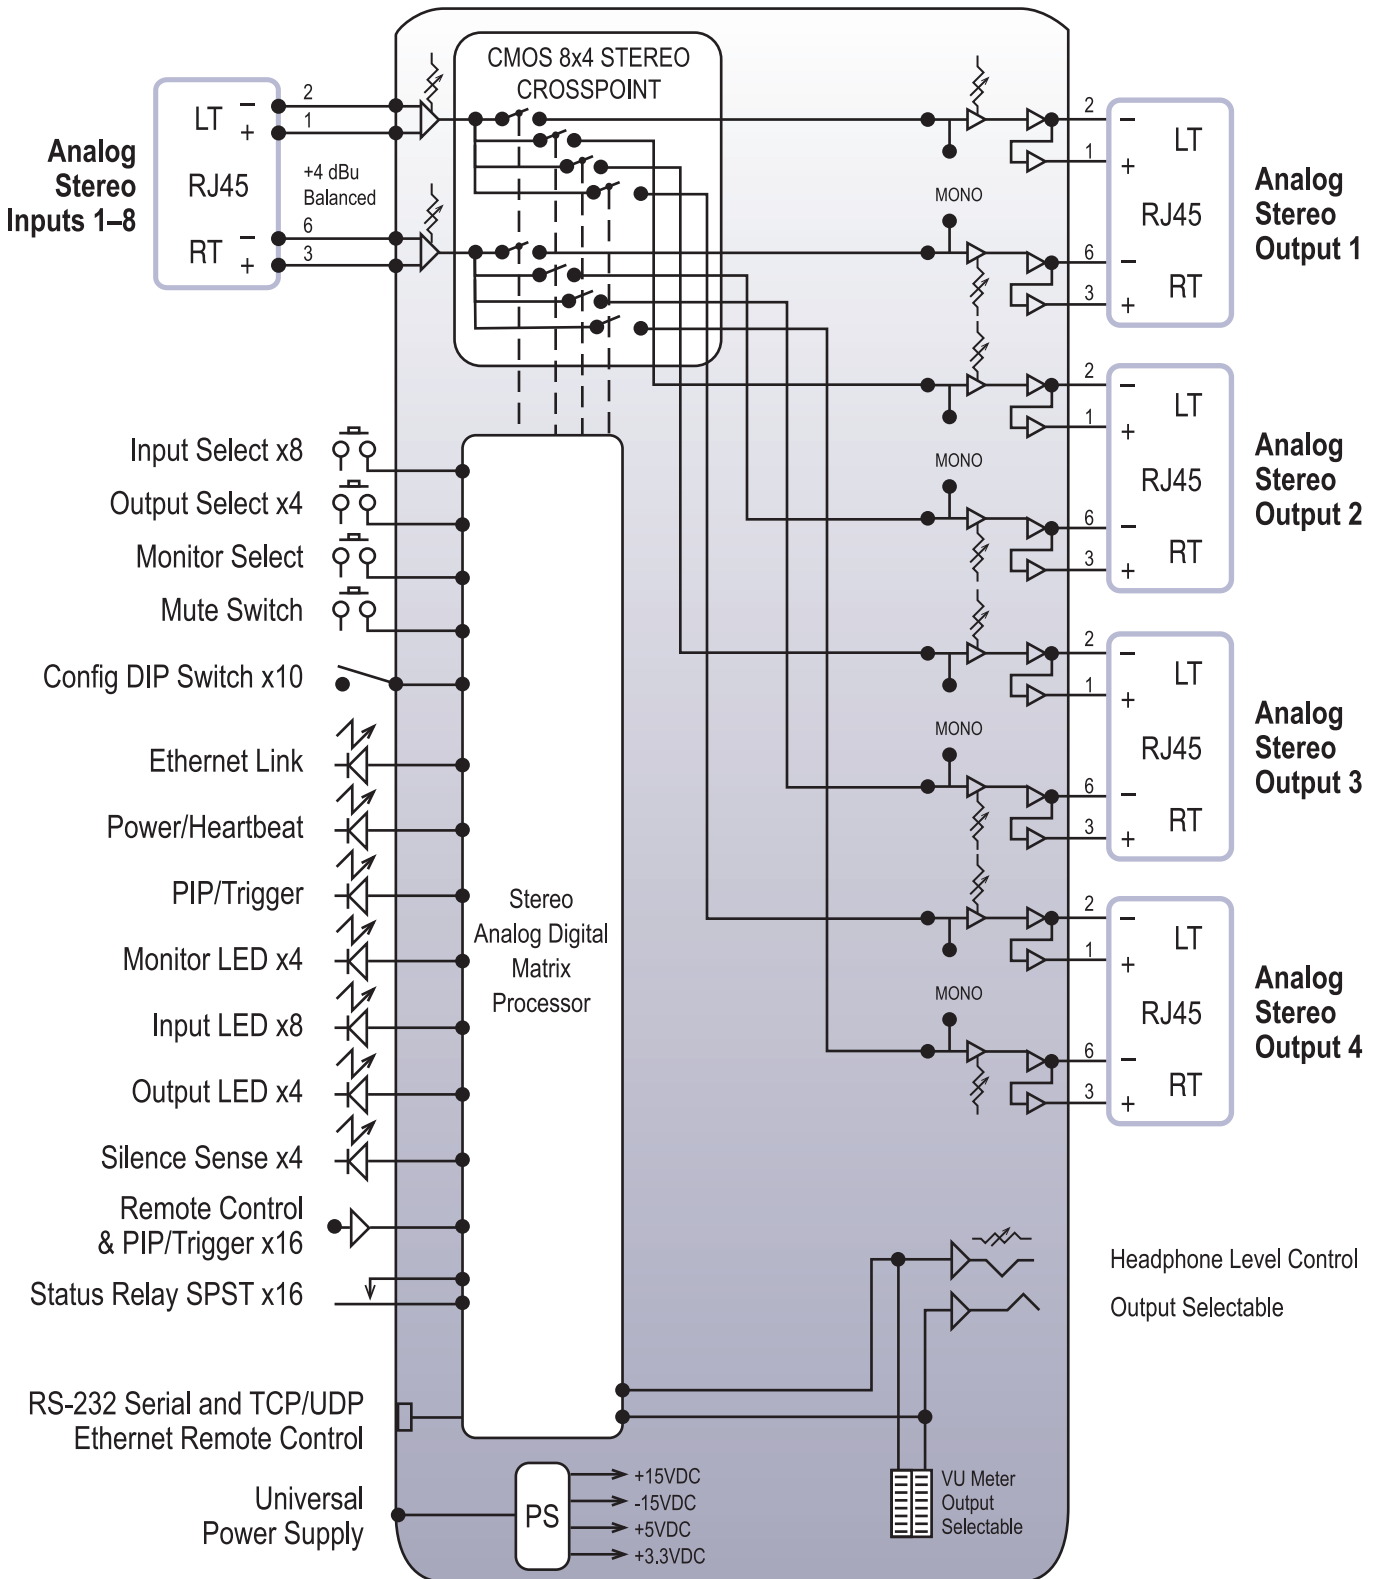 CMOS 8x4 STEREO
CROSSPOINT
Analog
Stereo
Inputs 1–8
LT
−
+
RJ45
RT
−
+
2
1
+4 dBu
Balanced
6
3
MONO
2
1
6
3
−
LT
+
RJ45
−
RT
+
Analog
Stereo
Output 1
MONO
2
1
6
3
−
LT
+
RJ45
−
RT
+
Analog
Stereo
Output 2
MONO
2
1
6
3
−
LT
+
RJ45
−
RT
+
Analog
Stereo
Output 3
MONO
2
1
6
3
−
LT
+
RJ45
−
RT
+
Analog
Stereo
Output 4
Input Select x8
Output Select x4
Monitor Select
Mute Switch
Config DIP Switch x10
Ethernet Link
Power/Heartbeat
PIP/Trigger
Monitor LED x4
Input LED x8
Output LED x4
Silence Sense x4
Remote Control
& PIP/Trigger x16
Status Relay SPST x16
RS-232 Serial and TCP/UDP
Ethernet Remote Control
Universal
Power Supply
Stereo
Analog Digital
Matrix
Processor
Headphone Level Control
Output Selectable
PS
+15VDC
-15VDC
+5VDC
+3.3VDC
VU Meter
Output
Selectable